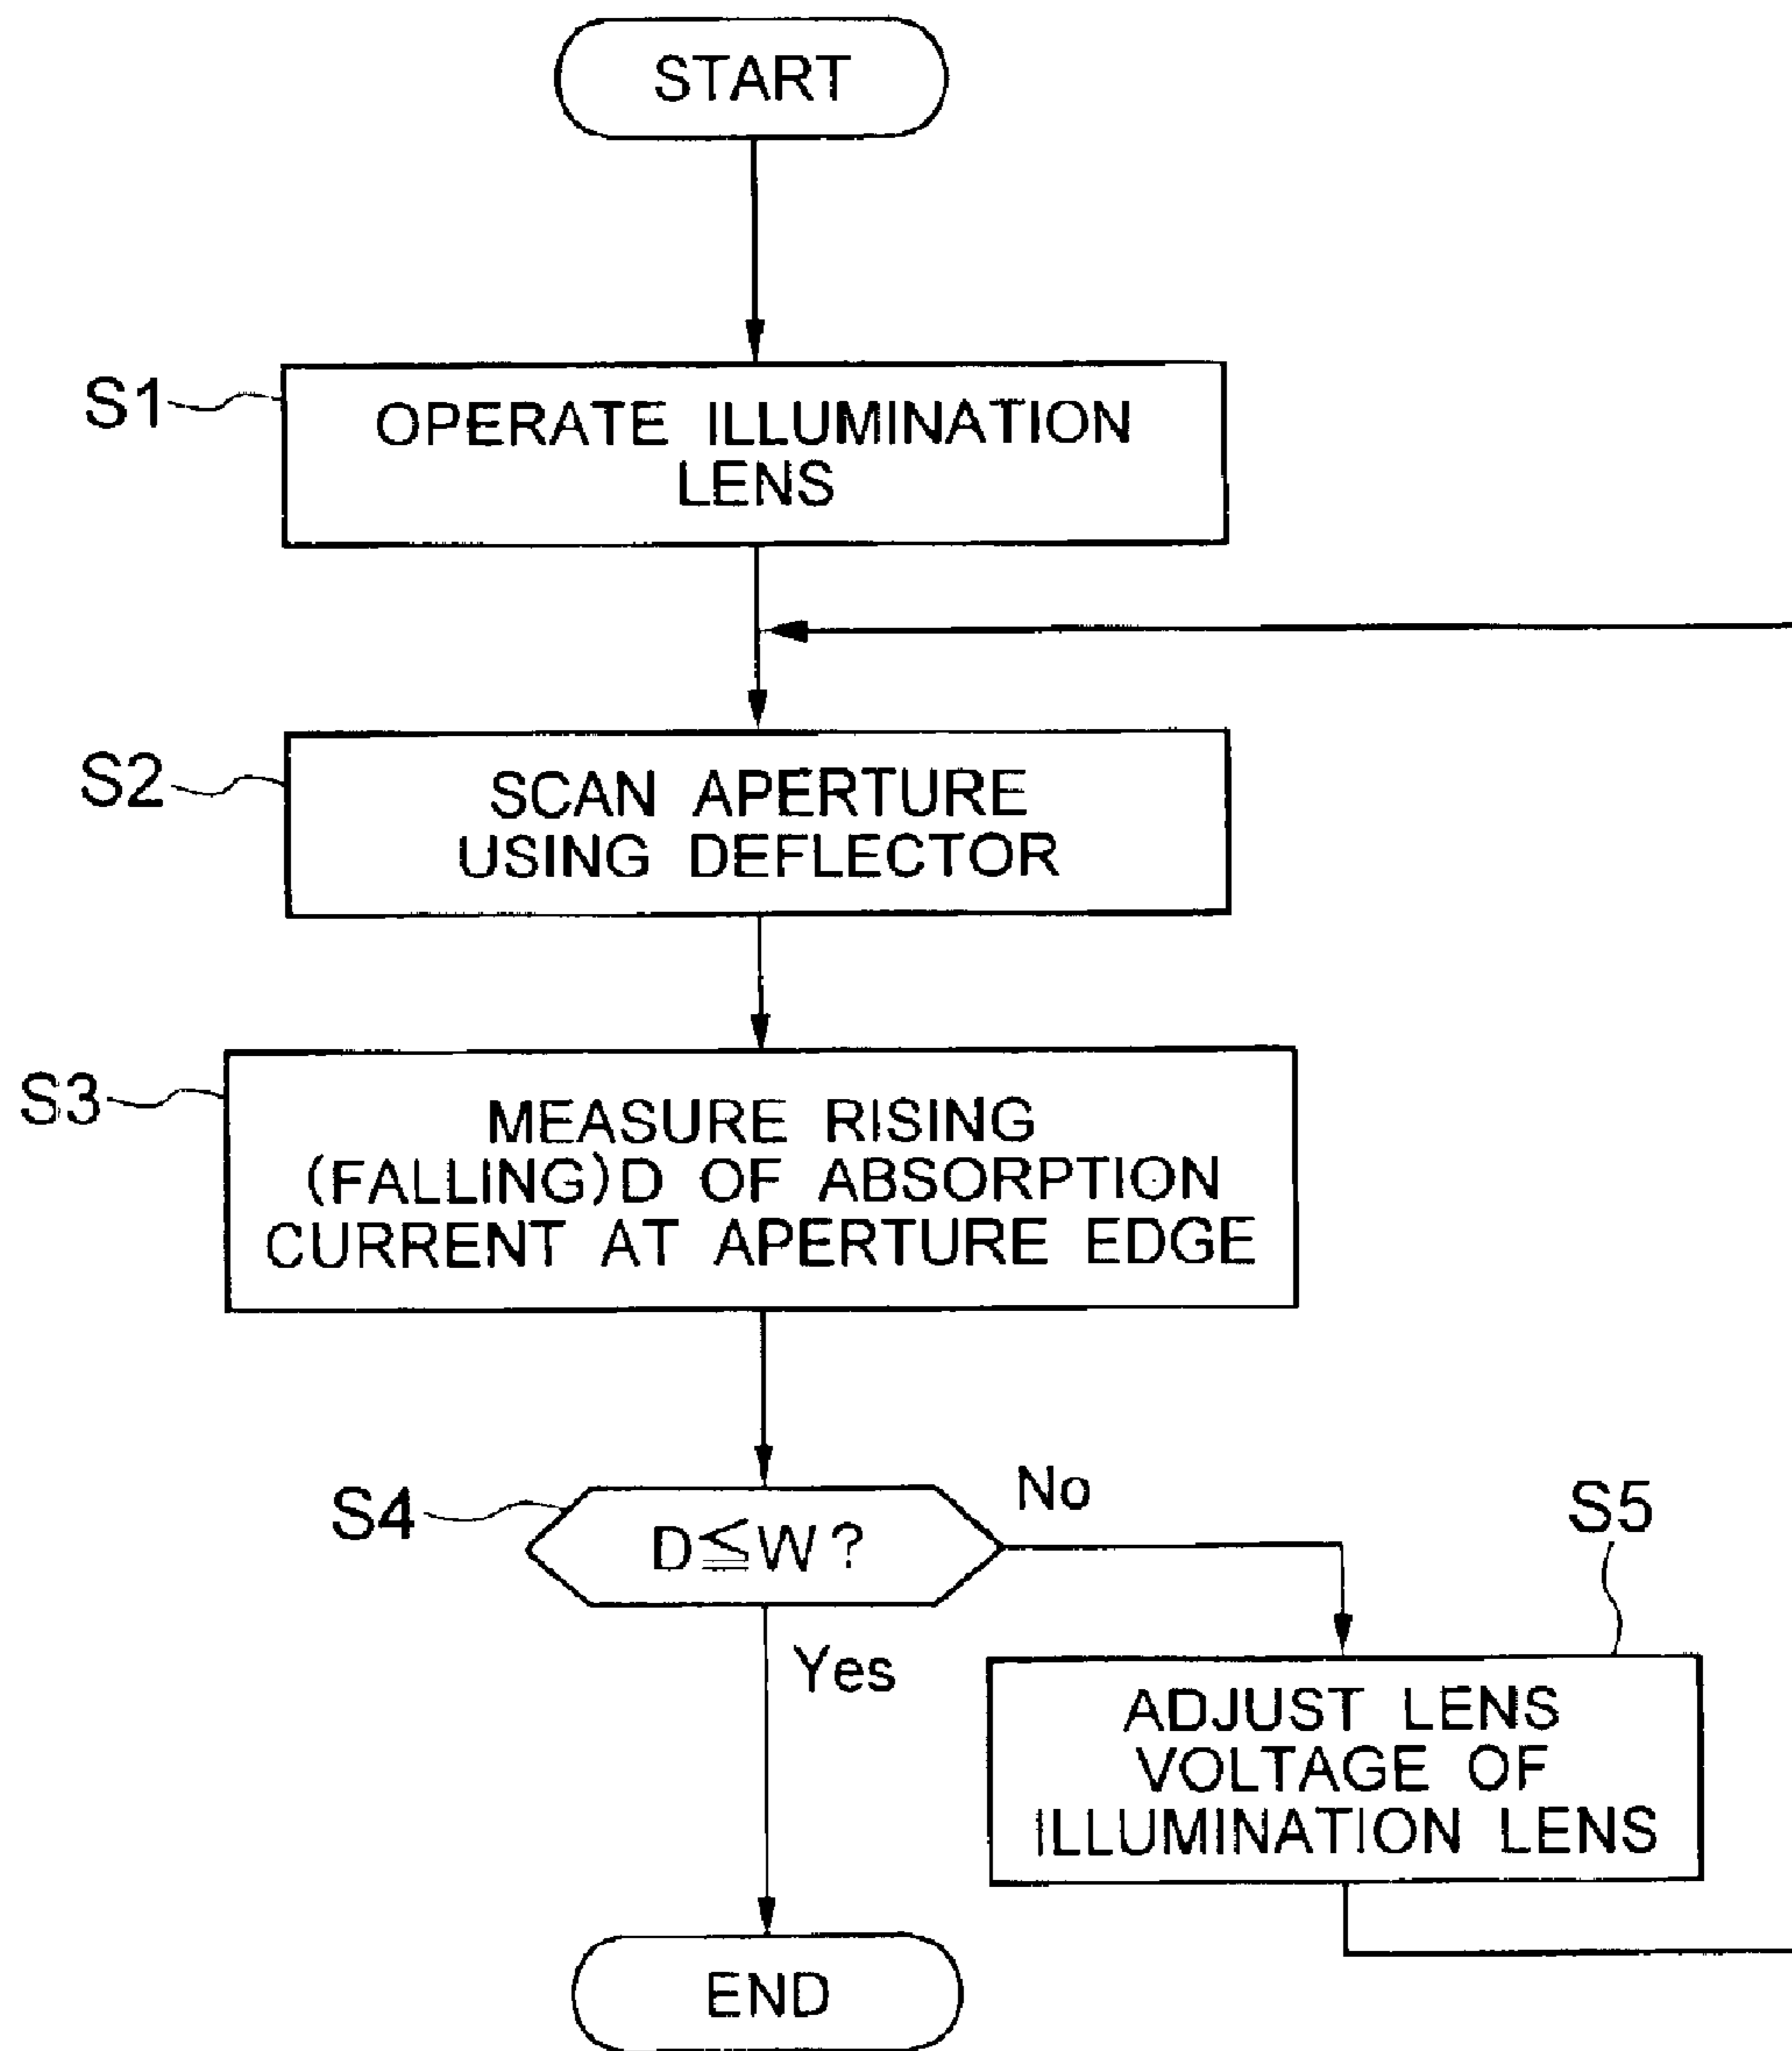 START
S1
OPERATE ILLUMINATION
LENS
S2
SCAN APERTURE
USING DEFLECTOR
S3
MEASURE RISING
(FALLING)D OF ABSORPTION
CURRENT AT APERTURE EDGE
S4
D≦W?
No
Yes
S5
ADJUST LENS
VOLTAGE OF
ILLUMINATION LENS
END